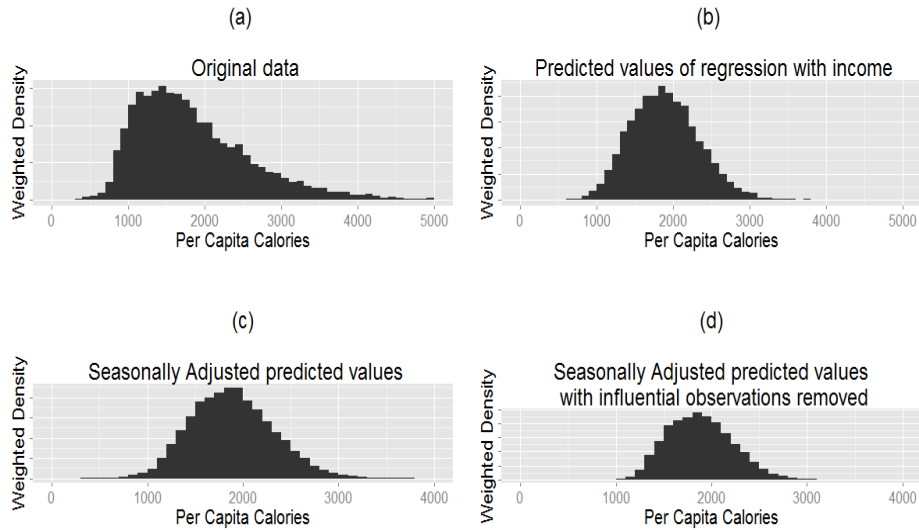 (a)
Original data
Weighted Density
0 1000 2000 3000 4000 5000
Per Capita Calories
(b)
Predicted values of regression with income
Weighted Density
0 1000 2000 3000 4000 5000
Per Capita Calories
(c)
Seasonally Adjusted predicted values
Weighted Density
0 1000 2000 3000 4000
Per Capita Calories
(d)
Seasonally Adjusted predicted values
with influential observations removed
Weighted Density
0 1000 2000 3000 4000
Per Capita Calories